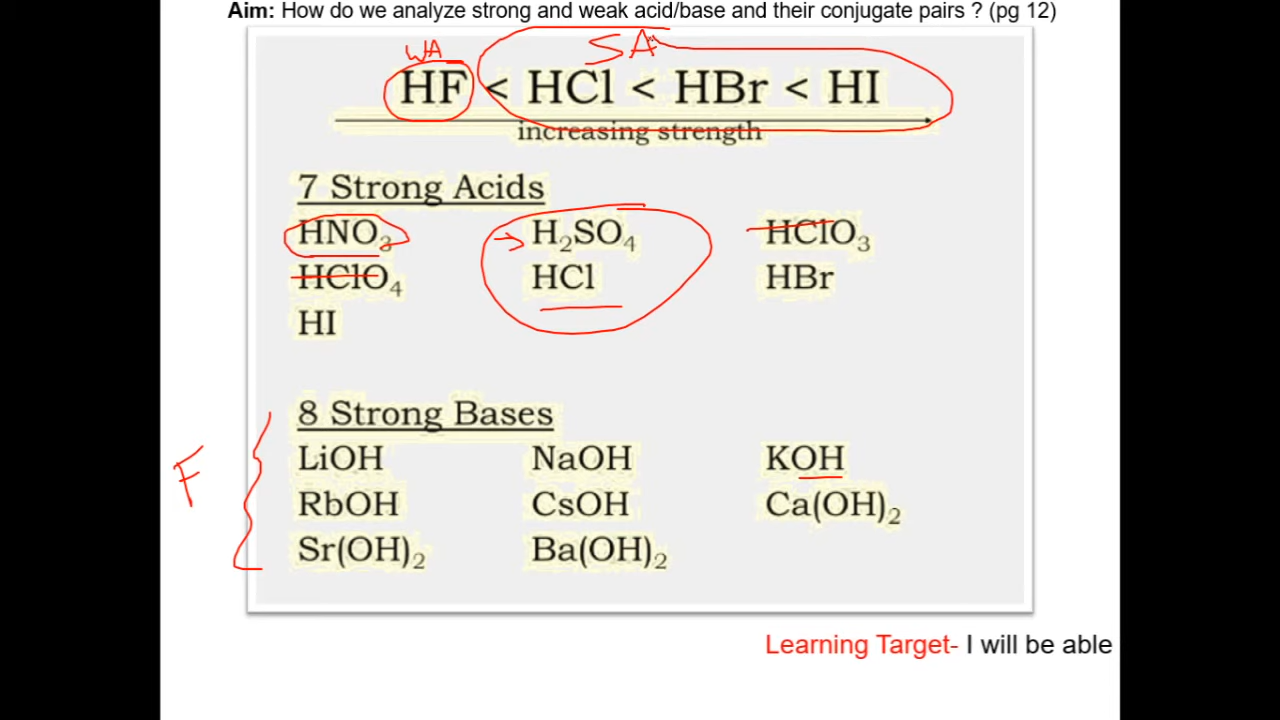 Aim: How do we analyze strong and weak acid/base and their conjugate pairs ? (pg 12)
WA SA
HF < HCl < HBr < HI
increasing strength
7 Strong Acids
HNO₃ H₂SO₄ HClO₃
HClO₄ HCl HBr
HI
8 Strong Bases
LiOH NaOH KOH
F
RbOH CsOH Ca(OH)₂
Sr(OH)₂ Ba(OH)₂
Learning Target- I will be able